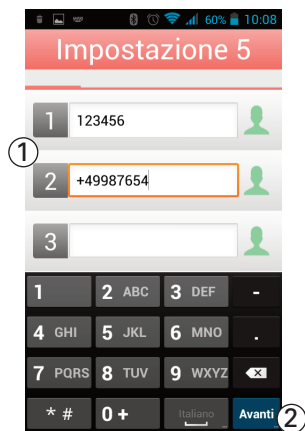 60% 10:08
Impostazione 5
1 123456
1
2 +49987654
3
1 2 ABC 3 DEF -
4 GHI 5 JKL 6 MNO .
7 PQRS 8 TUV 9 WXYZ
* # 0 + Italiano Avanti 2